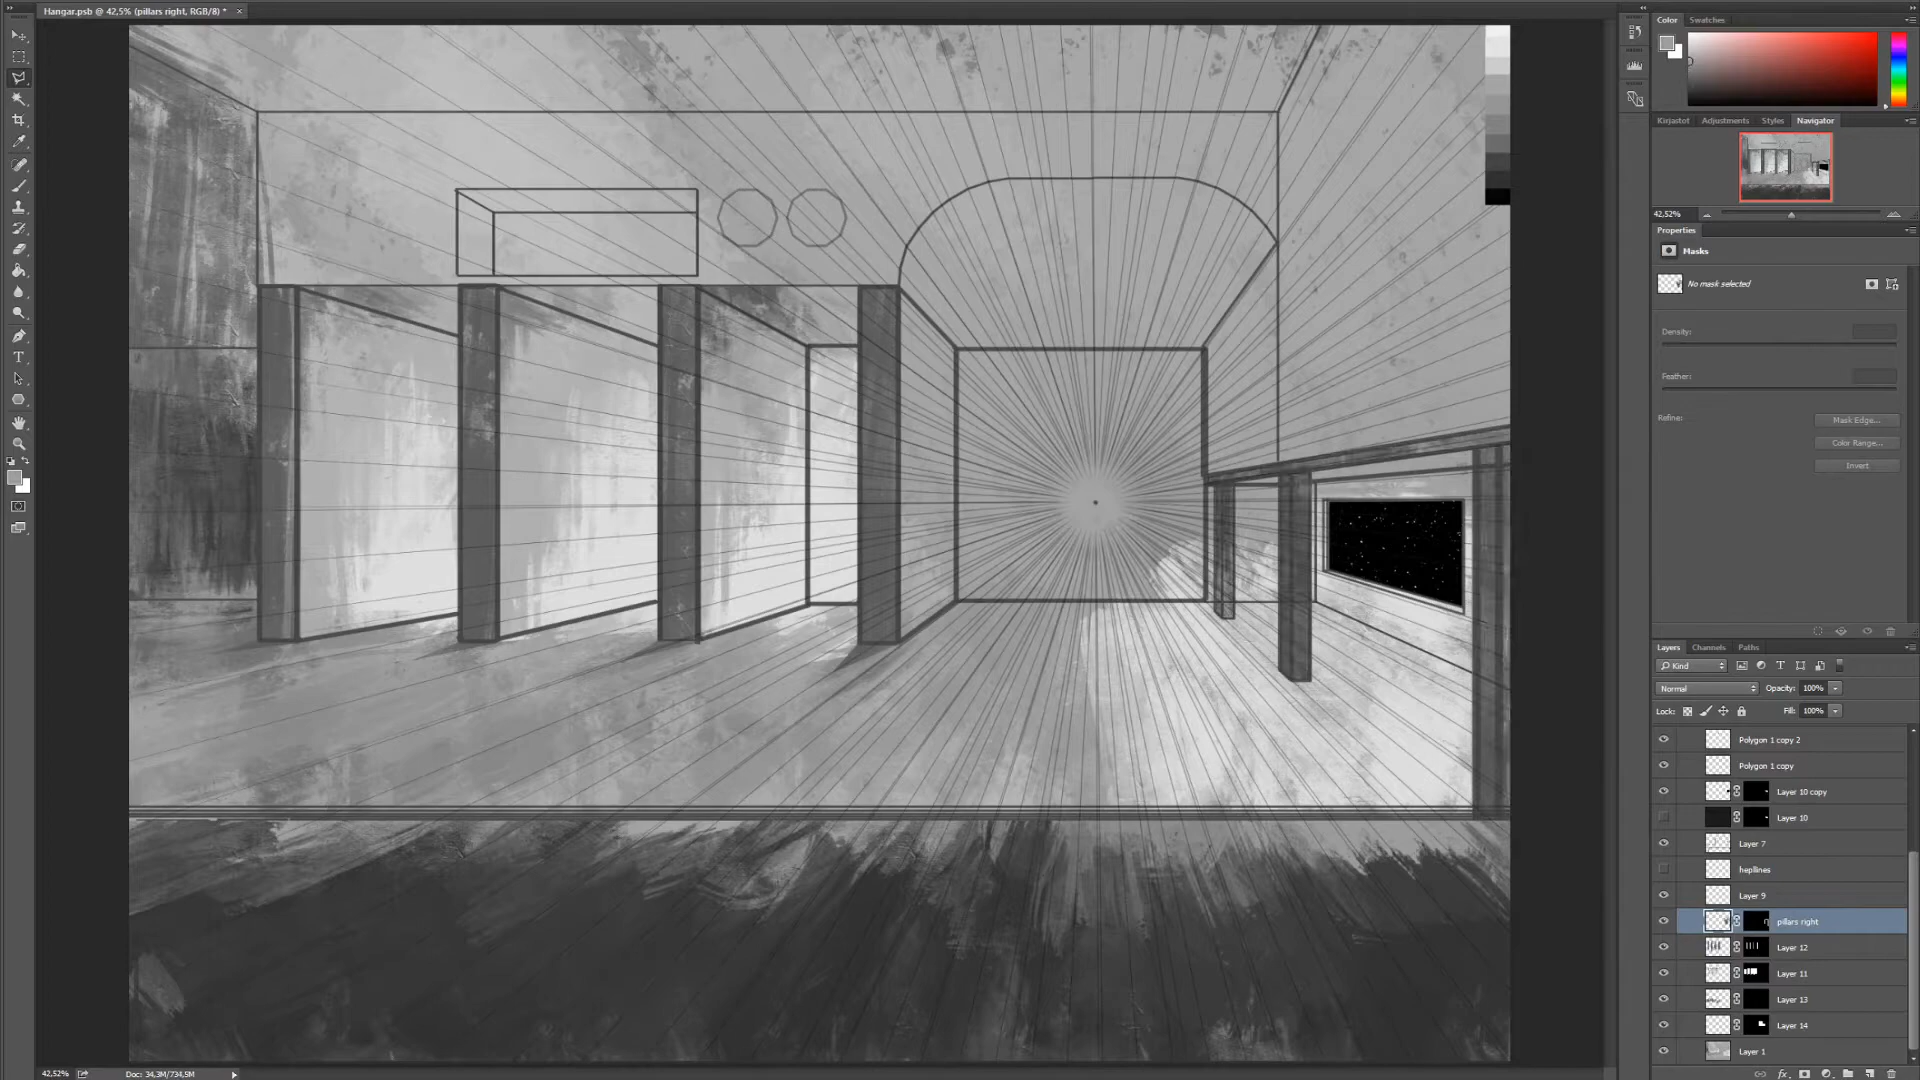 Hangar.psb @ 42,5% (pillars right, RGB/8) * ×
Color Swatches
Kirjastot Adjustments Styles Navigator
42,52%
Properties
Masks
No mask selected
Density:
Feather:
Refine:
Mask Edge...
Color Range...
Invert
Layers Channels Paths
Kind
Normal Opacity: 100%
Lock: Fill: 100%
Polygon 1 copy 2
Polygon 1 copy
Layer 10 copy
Layer 10
Layer 7
heplines
Layer 9
pillars right
Layer 12
Layer 11
Layer 13
Layer 14
Layer 1
42,52% Doc: 34,3M/734,5M